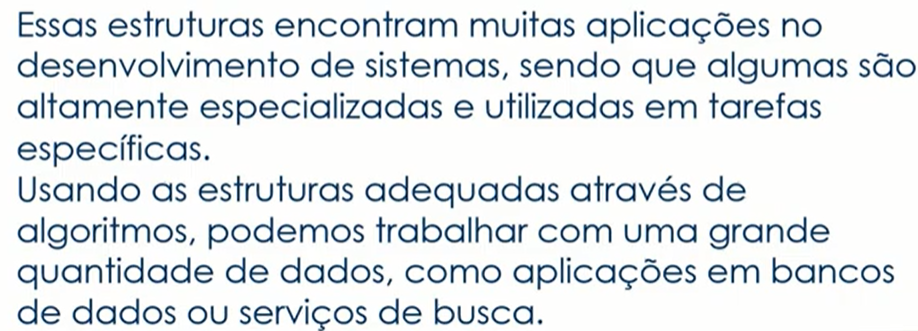 Essas estruturas encontram muitas aplicações no
desenvolvimento de sistemas, sendo que algumas são
altamente especializadas e utilizadas em tarefas
específicas.
Usando as estruturas adequadas através de
algoritmos, podemos trabalhar com uma grande
quantidade de dados, como aplicações em bancos
de dados ou serviços de busca.